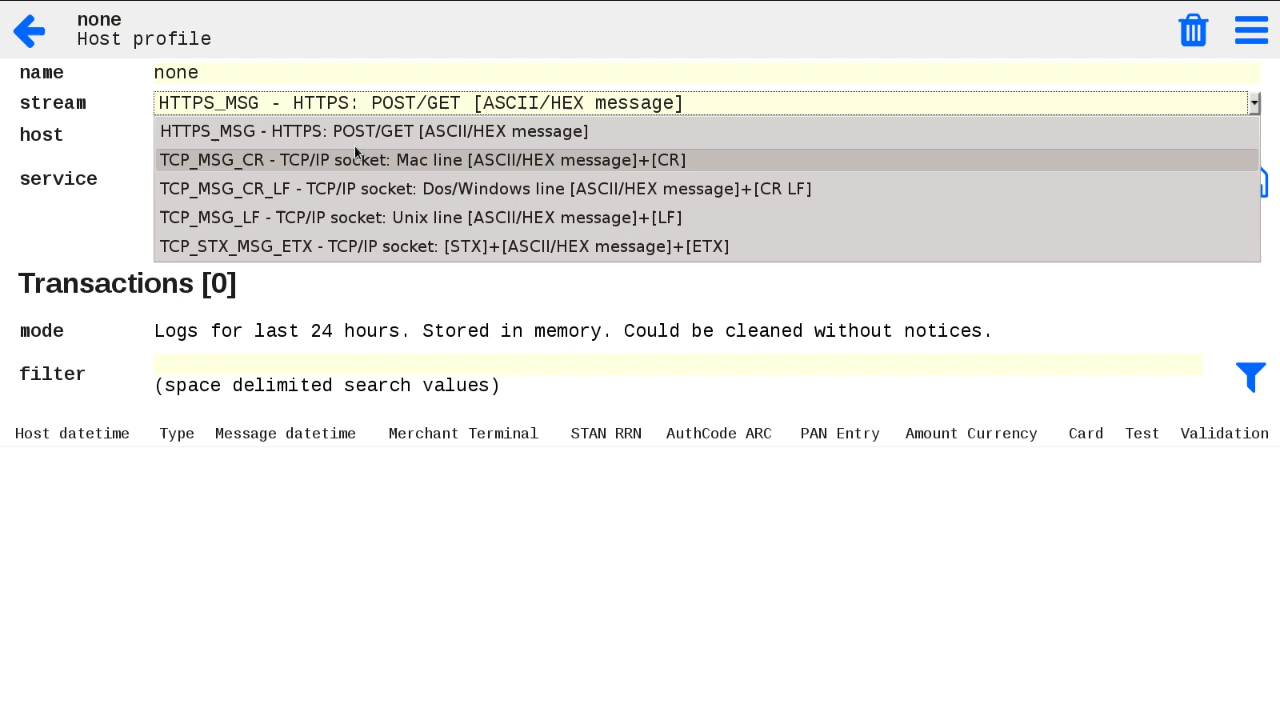 none
Host profile
name none
stream HTTPS_MSG - HTTPS: POST/GET [ASCII/HEX message]
host HTTPS_MSG - HTTPS: POST/GET [ASCII/HEX message]
TCP_MSG_CR - TCP/IP socket: Mac line [ASCII/HEX message]+[CR]
service TCP_MSG_CR_LF - TCP/IP socket: Dos/Windows line [ASCII/HEX message]+[CR LF]
TCP_MSG_LF - TCP/IP socket: Unix line [ASCII/HEX message]+[LF]
TCP_STX_MSG_ETX - TCP/IP socket: [STX]+[ASCII/HEX message]+[ETX]
Transactions [0]
mode Logs for last 24 hours. Stored in memory. Could be cleaned without notices.
filter
(space delimited search values)
Host datetime Type Message datetime Merchant Terminal STAN RRN AuthCode ARC PAN Entry Amount Currency Card Test Validation